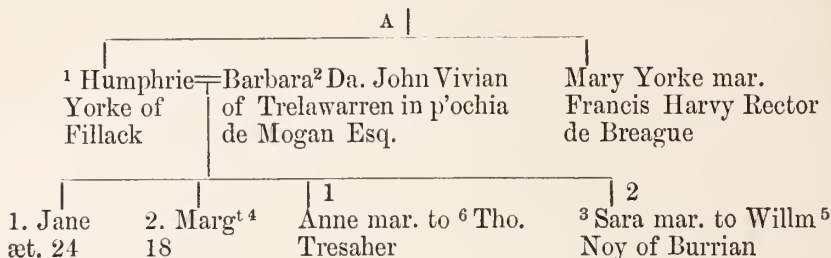 A
¹ Humphrie
Yorke of
Fillack
Barbara² Da. John Vivian
of Trelawarren in p'ochia
de Mogan Esq.
Mary Yorke mar.
Francis Harvy Rector
de Breague
1. Jane
æt. 24
2. Margᵗ ⁴
18
1
Anne mar. to ⁶ Tho.
Tresaher
2
³ Sara mar. to Willm ⁵
Noy of Burrian